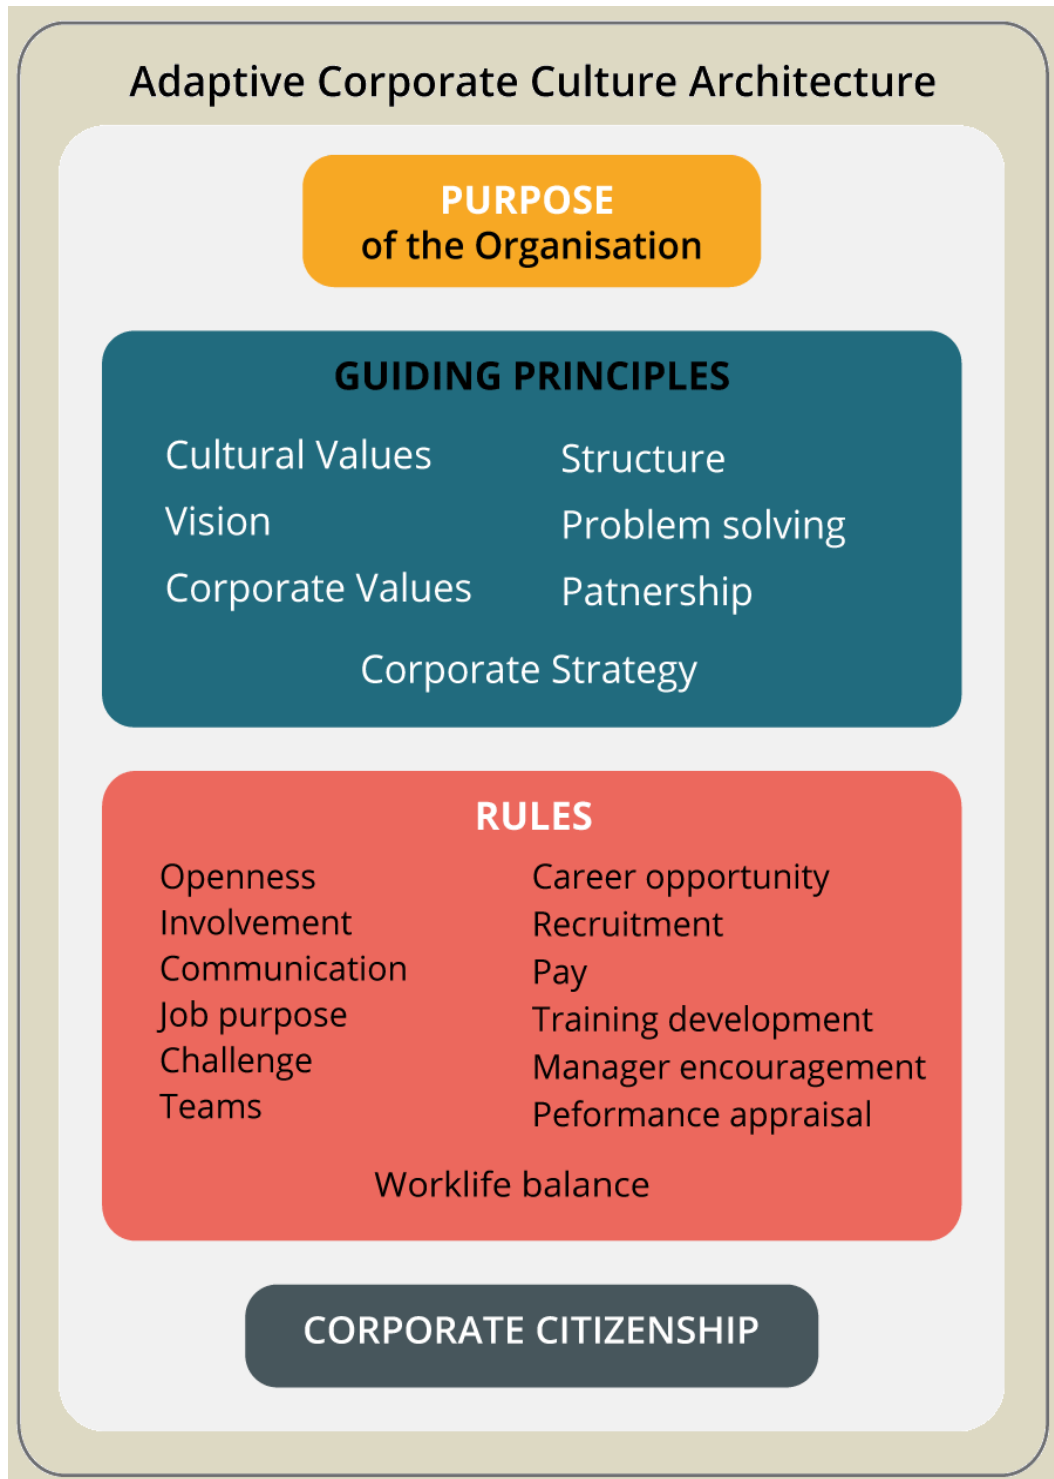 Adaptive Corporate Culture Architecture
PURPOSE
of the Organisation
GUIDING PRINCIPLES
Cultural Values
Vision
Corporate Values
Structure
Problem solving
Patnership
Corporate Strategy
RULES
Openness
Involvement
Communication
Job purpose
Challenge
Teams
Career opportunity
Recruitment
Pay
Training development
Manager encouragement
Peformance appraisal
Worklife balance
CORPORATE CITIZENSHIP